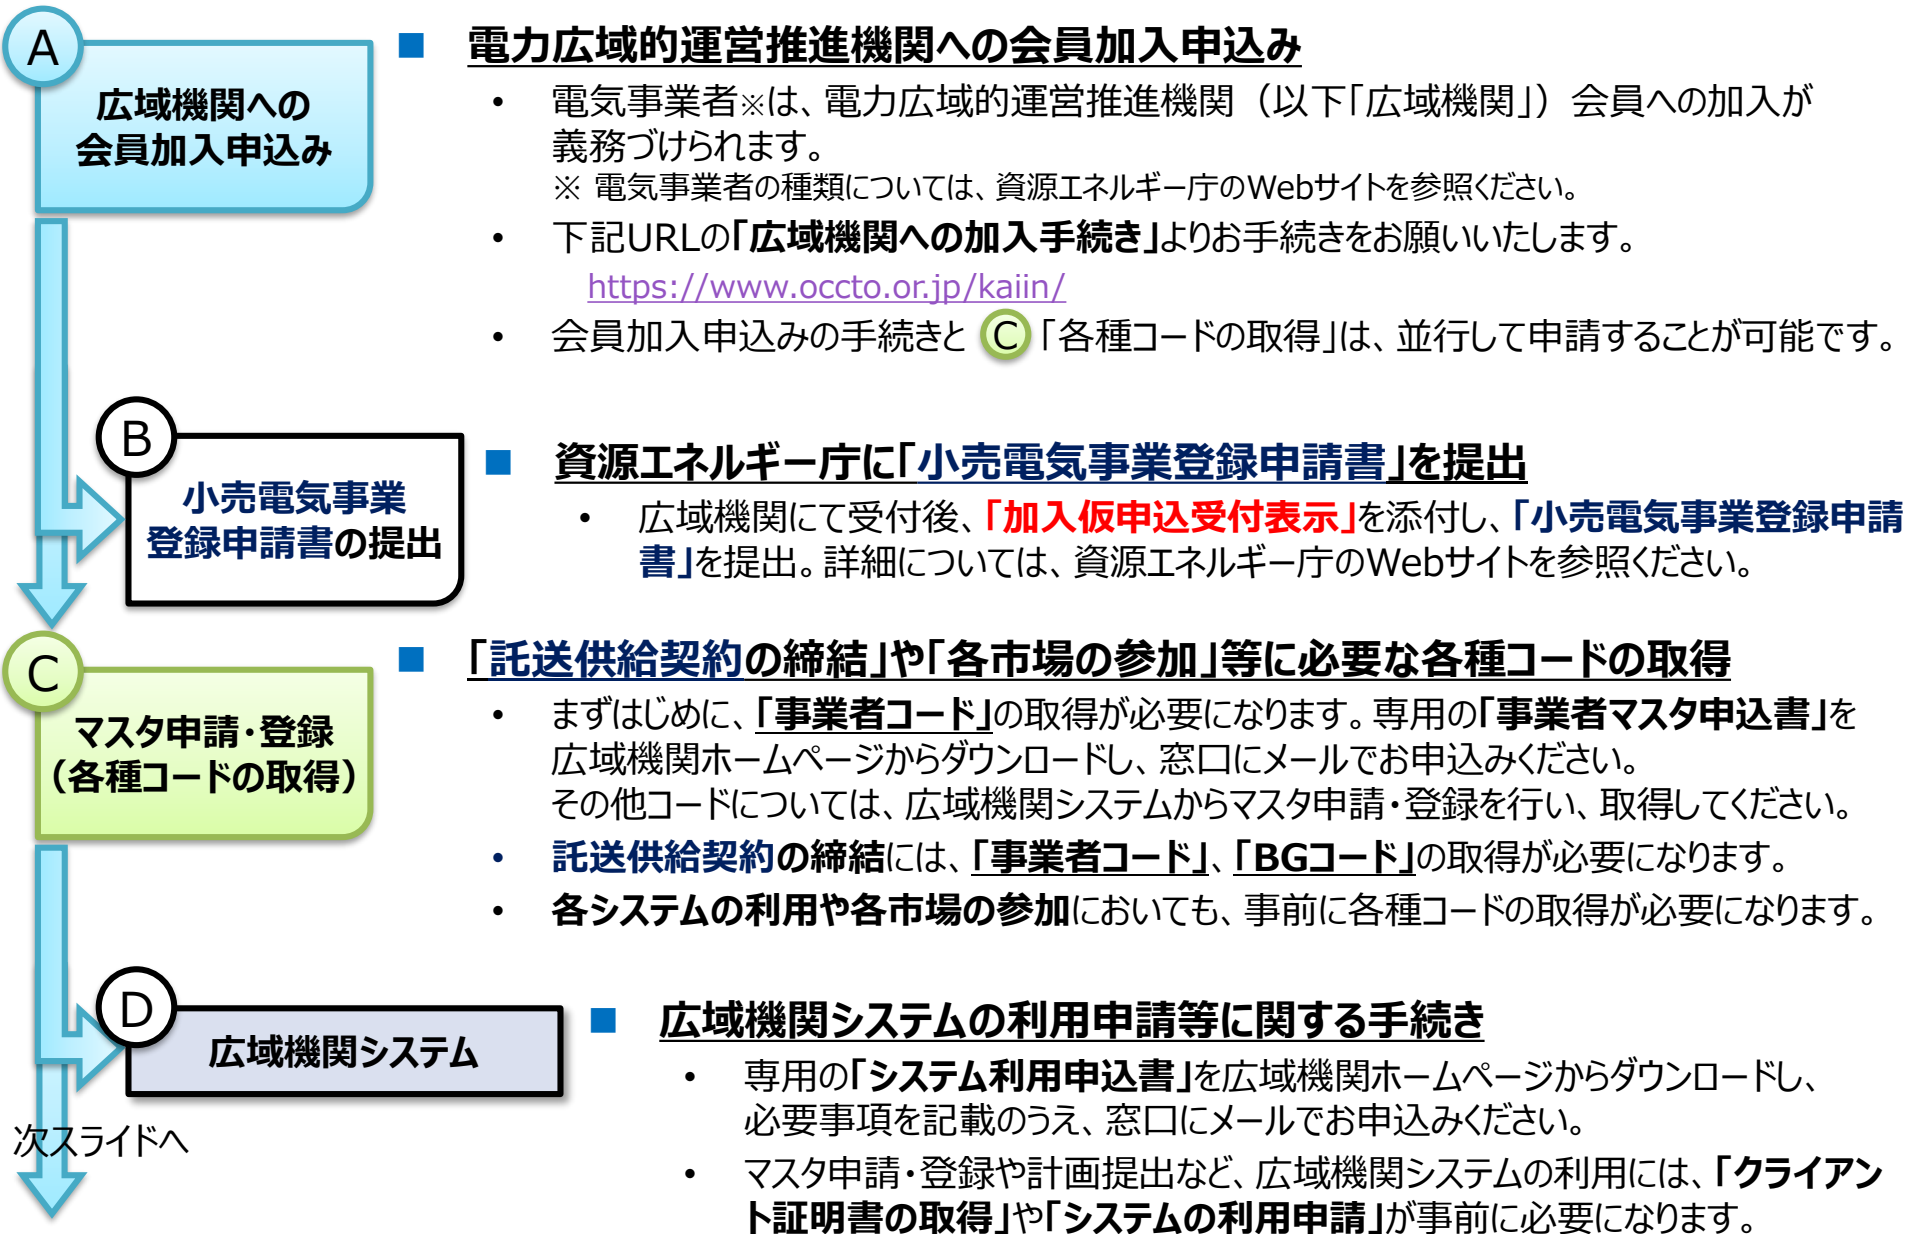 A
広域機関への
会員加入申込み
■ 電力広域的運営推進機関への会員加入申込み
• 電気事業者※は、電力広域的運営推進機関（以下「広域機関」）会員への加入が
義務づけられます。
※ 電気事業者の種類については、資源エネルギー庁のWebサイトを参照ください。
• 下記URLの「広域機関への加入手続き」よりお手続きをお願いいたします。
https://www.occto.or.jp/kaiin/
• 会員加入申込みの手続きと C 「各種コードの取得」は、並行して申請することが可能です。
B
小売電気事業
登録申請書の提出
■ 資源エネルギー庁に「小売電気事業登録申請書」を提出
• 広域機関にて受付後、「加入仮申込受付表示」を添付し、「小売電気事業登録申請
書」を提出。詳細については、資源エネルギー庁のWebサイトを参照ください。
C
マスタ申請・登録
（各種コードの取得）
■ 「託送供給契約の締結」や「各市場の参加」等に必要な各種コードの取得
• まずはじめに、「事業者コード」の取得が必要になります。専用の「事業者マスタ申込書」を
広域機関ホームページからダウンロードし、窓口にメールでお申込みください。
その他コードについては、広域機関システムからマスタ申請・登録を行い、取得してください。
• 託送供給契約の締結には、「事業者コード」、「BGコード」の取得が必要になります。
• 各システムの利用や各市場の参加においても、事前に各種コードの取得が必要になります。
D
広域機関システム
■ 広域機関システムの利用申請等に関する手続き
• 専用の「システム利用申込書」を広域機関ホームページからダウンロードし、
必要事項を記載のうえ、窓口にメールでお申込みください。
• マスタ申請・登録や計画提出など、広域機関システムの利用には、「クライアン
ト証明書の取得」や「システムの利用申請」が事前に必要になります。
次スライドへ